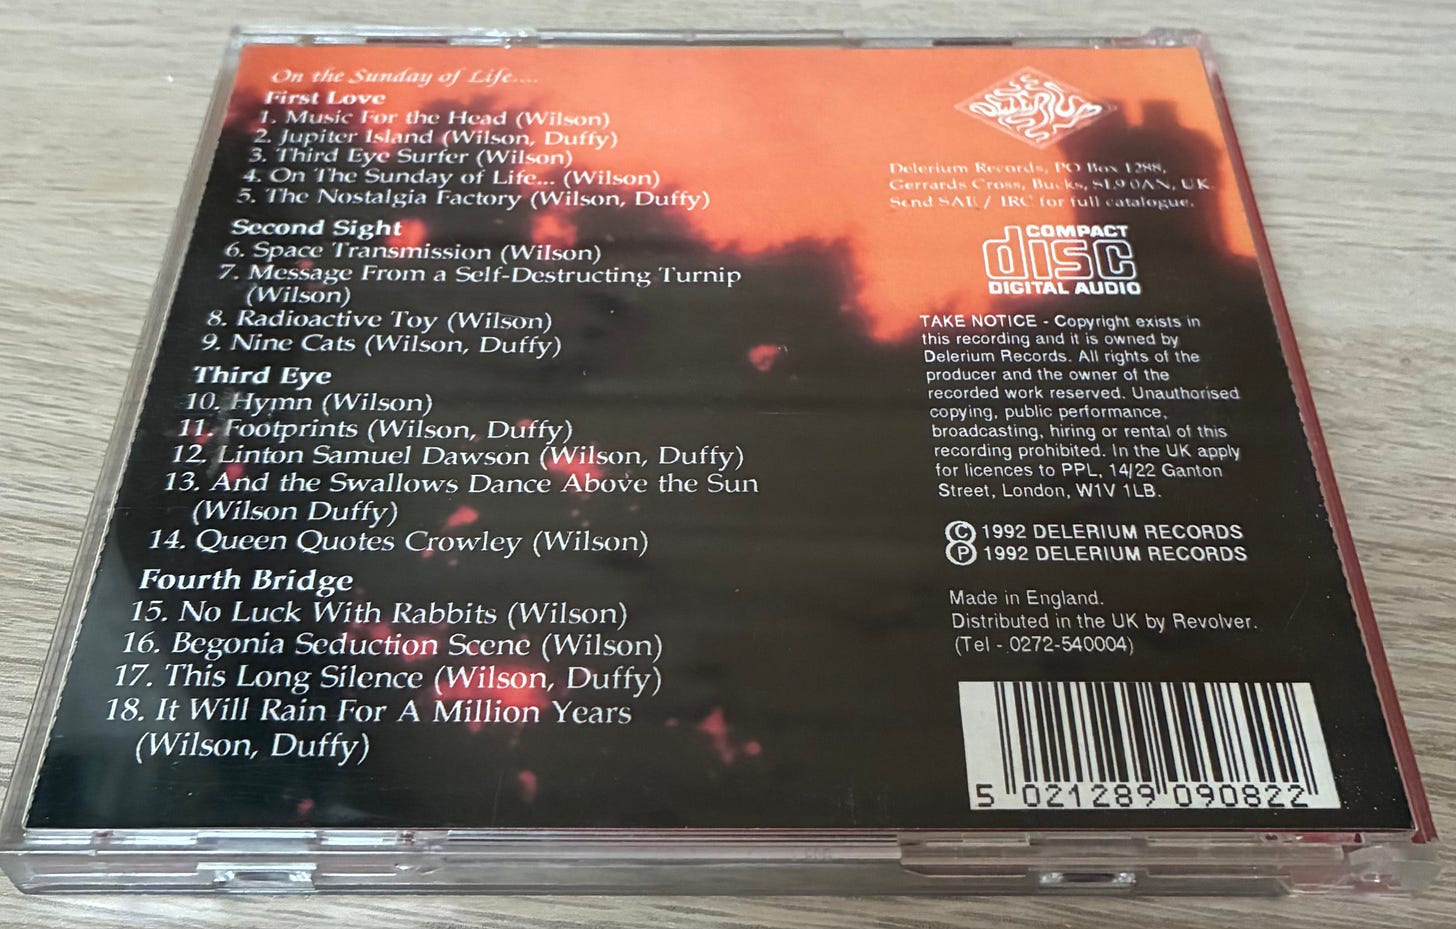 On the Sunday of Life....
First Love
1. Music For the Head (Wilson)
2. Jupiter Island (Wilson, Duffy)
3. Third Eye Surfer (Wilson)
4. On The Sunday of Life... (Wilson)
5. The Nostalgia Factory (Wilson, Duffy)
Second Sight
6. Space Transmission (Wilson)
7. Message From a Self-Destructing Turnip
(Wilson)
8. Radioactive Toy (Wilson)
9. Nine Cats (Wilson, Duffy)
Third Eye
10. Hymn (Wilson)
11. Footprints (Wilson, Duffy)
12. Linton Samuel Dawson (Wilson, Duffy)
13. And the Swallows Dance Above the Sun
(Wilson Duffy)
14. Queen Quotes Crowley (Wilson)
Fourth Bridge
15. No Luck With Rabbits (Wilson)
16. Begonia Seduction Scene (Wilson)
17. This Long Silence (Wilson, Duffy)
18. It Will Rain For A Million Years
(Wilson, Duffy)
DELERIUM
Delerium Records, PO Box 1288,
Gerrards Cross, Bucks, SL9 0AN, UK.
Send SAE / IRC for full catalogue.
COMPACT
disc
DIGITAL AUDIO
TAKE NOTICE - Copyright exists in
this recording and it is owned by
Delerium Records. All rights of the
producer and the owner of the
recorded work reserved. Unauthorised
copying, public performance,
broadcasting, hiring or rental of this
recording prohibited. In the UK apply
for licences to PPL, 14/22 Ganton
Street, London, W1V 1LB.
© 1992 DELERIUM RECORDS
℗ 1992 DELERIUM RECORDS
Made in England.
Distributed in the UK by Revolver.
(Tel - 0272-540004)
5 021289 090822